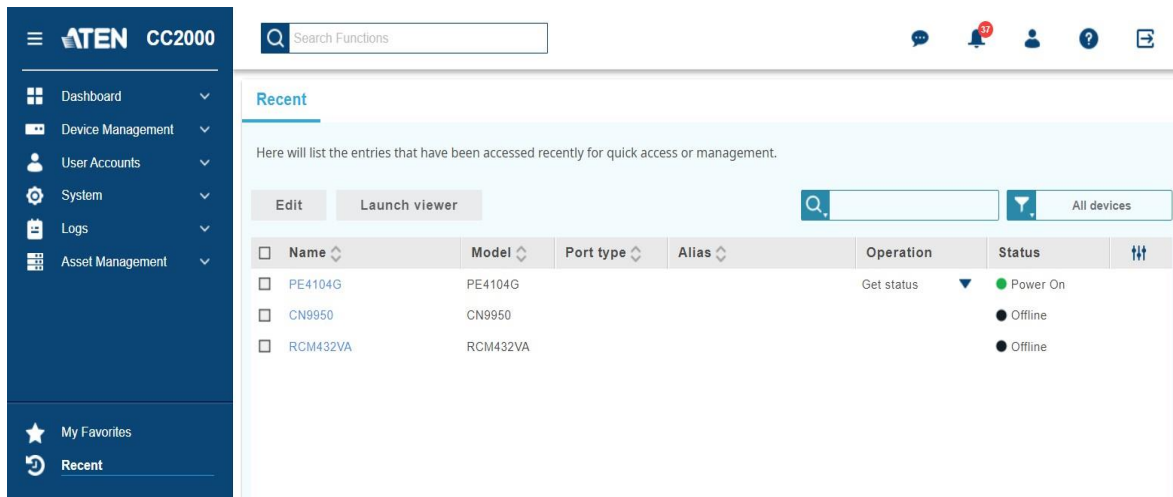 ATEN CC2000
Search Functions
37
?
Dashboard
Device Management
User Accounts
System
Logs
Asset Management
My Favorites
Recent
Recent
Here will list the entries that have been accessed recently for quick access or management.
Edit Launch viewer All devices
Name Model Port type Alias Operation Status
PE4104G PE4104G Get status Power On
CN9950 CN9950 Offline
RCM432VA RCM432VA Offline